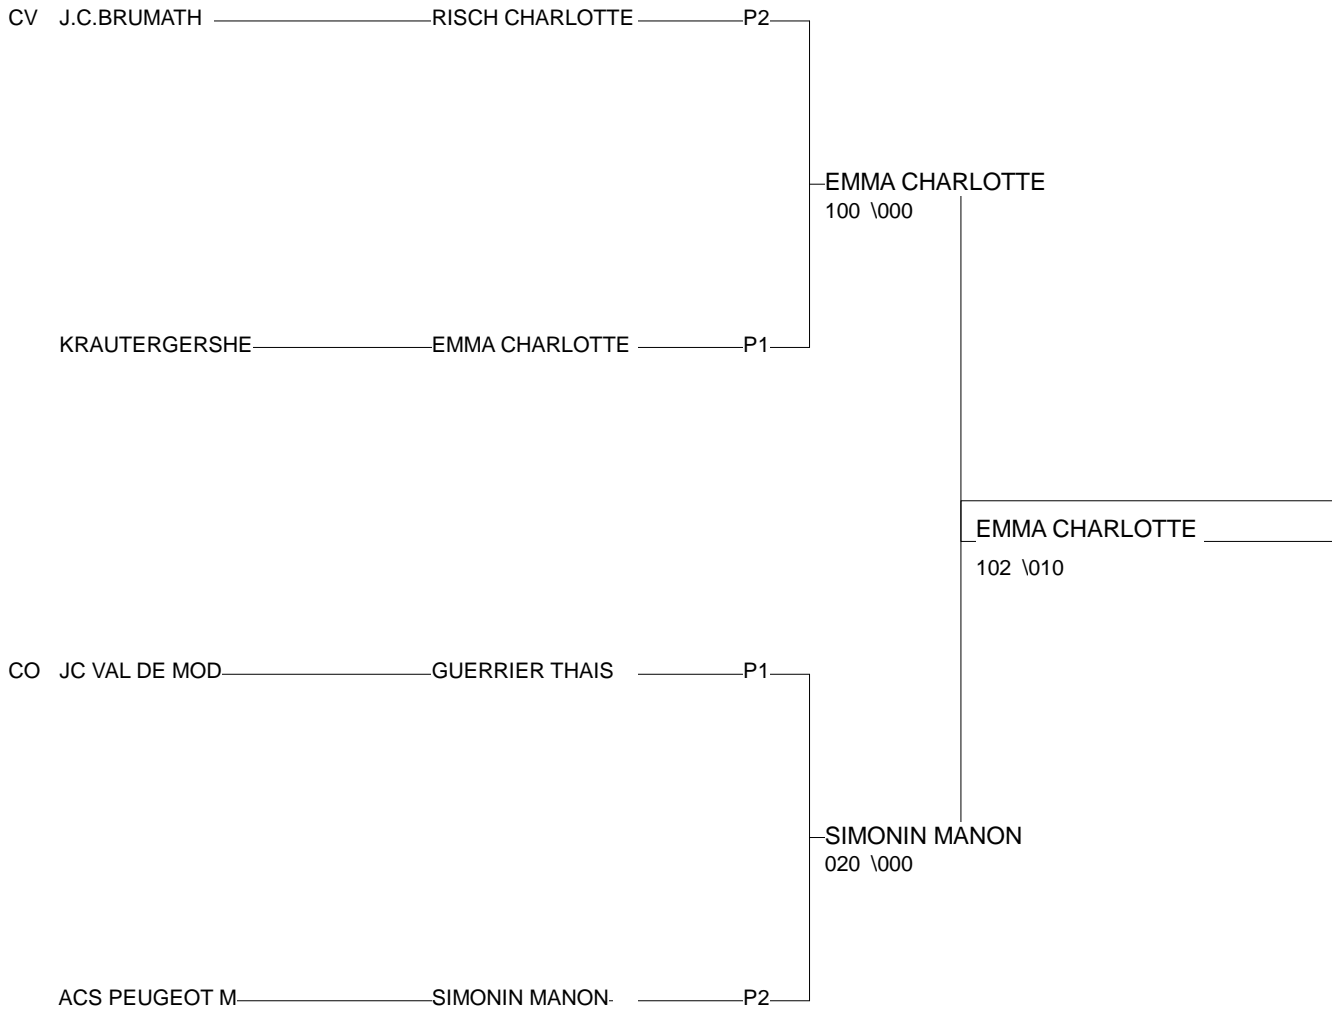 CV J.C.BRUMATH RISCH CHARLOTTE P2
EMMA CHARLOTTE
100 \000
KRAUTERGERSHE EMMA CHARLOTTE P1
EMMA CHARLOTTE
102 \010
CO JC VAL DE MOD GUERRIER THAIS P1
SIMONIN MANON
020 \000
ACS PEUGEOT M SIMONIN MANON P2